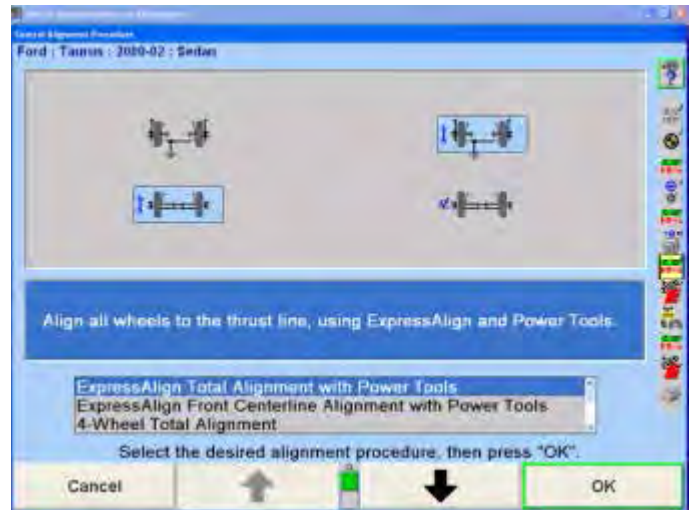 Ford : Taurus : 2000-02 : Sedan
Align all wheels to the thrust line, using ExpressAlign and Power Tools.
ExpressAlign Total Alignment with Power Tools
ExpressAlign Front Centerline Alignment with Power Tools
4-Wheel Total Alignment
Select the desired alignment procedure, then press "OK".
Cancel
OK